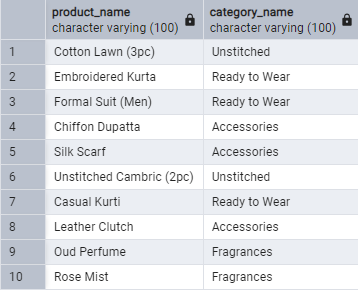 product_name category_name
character varying (100) character varying (100)
1 Cotton Lawn (3pc) Unstitched
2 Embroidered Kurta Ready to Wear
3 Formal Suit (Men) Ready to Wear
4 Chiffon Dupatta Accessories
5 Silk Scarf Accessories
6 Unstitched Cambric (2pc) Unstitched
7 Casual Kurti Ready to Wear
8 Leather Clutch Accessories
9 Oud Perfume Fragrances
10 Rose Mist Fragrances